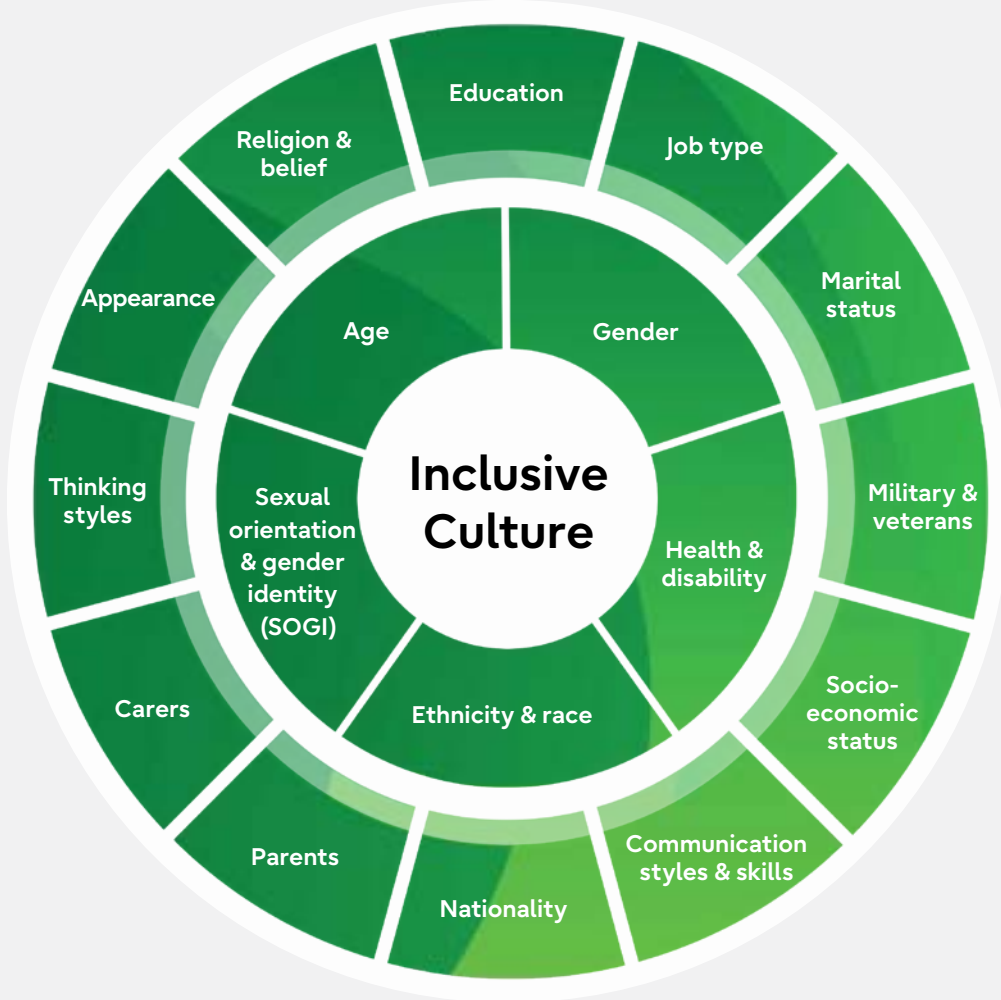 Education
Job type
Marital
status
Military &
veterans
Socio-
economic
status
Communication
styles & skills
Nationality
Parents
Carers
Thinking
styles
Appearance
Religion &
belief
Age
Gender
Health &
disability
Ethnicity & race
Sexual
orientation
& gender
identity
(SOGI)
Inclusive
Culture